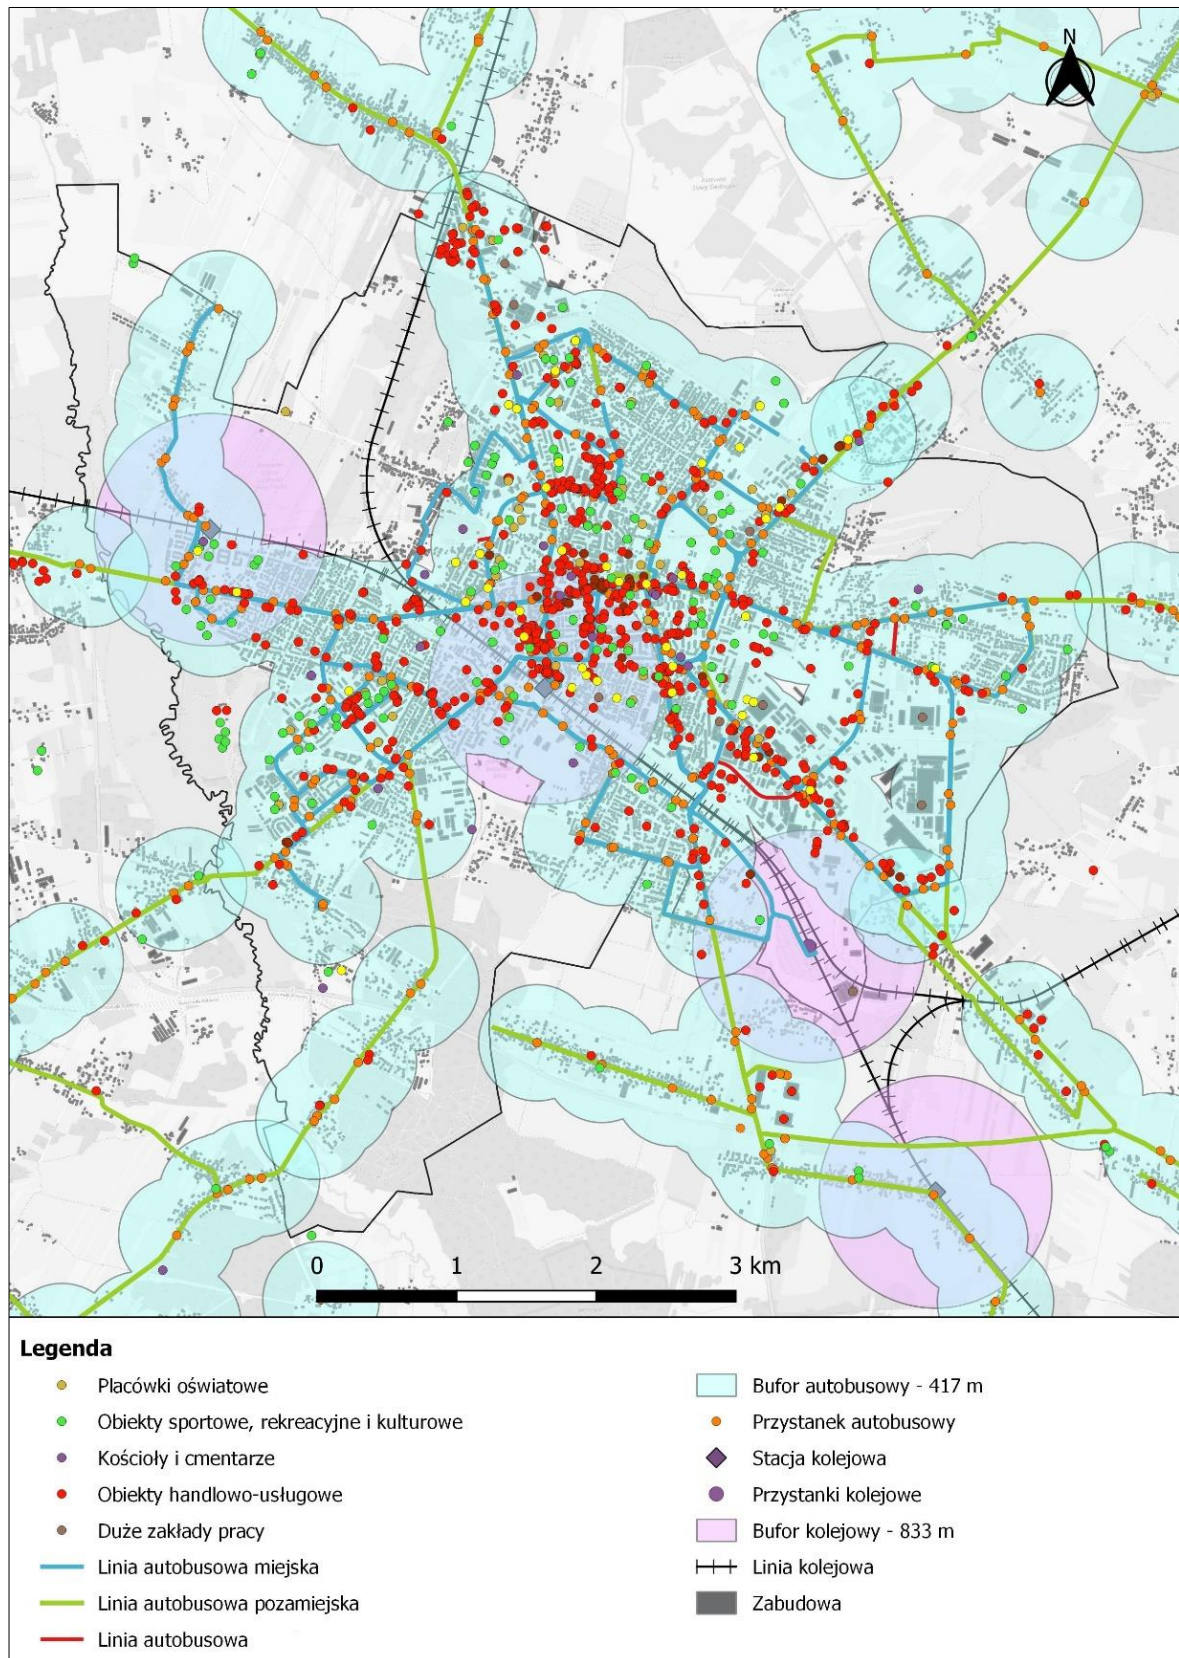 N
0 1 2 3 km
Legenda
Placówki oświatowe
Obiekty sportowe, rekreacyjne i kulturowe
Kościoły i cmentarze
Obiekty handlowo-usługowe
Duże zakłady pracy
Linia autobusowa miejska
Linia autobusowa pozamiejska
Linia autobusowa
Bufor autobusowy - 417 m
Przystanek autobusowy
Stacja kolejowa
Przystanki kolejowe
Bufor kolejowy - 833 m
Linia kolejowa
Zabudowa